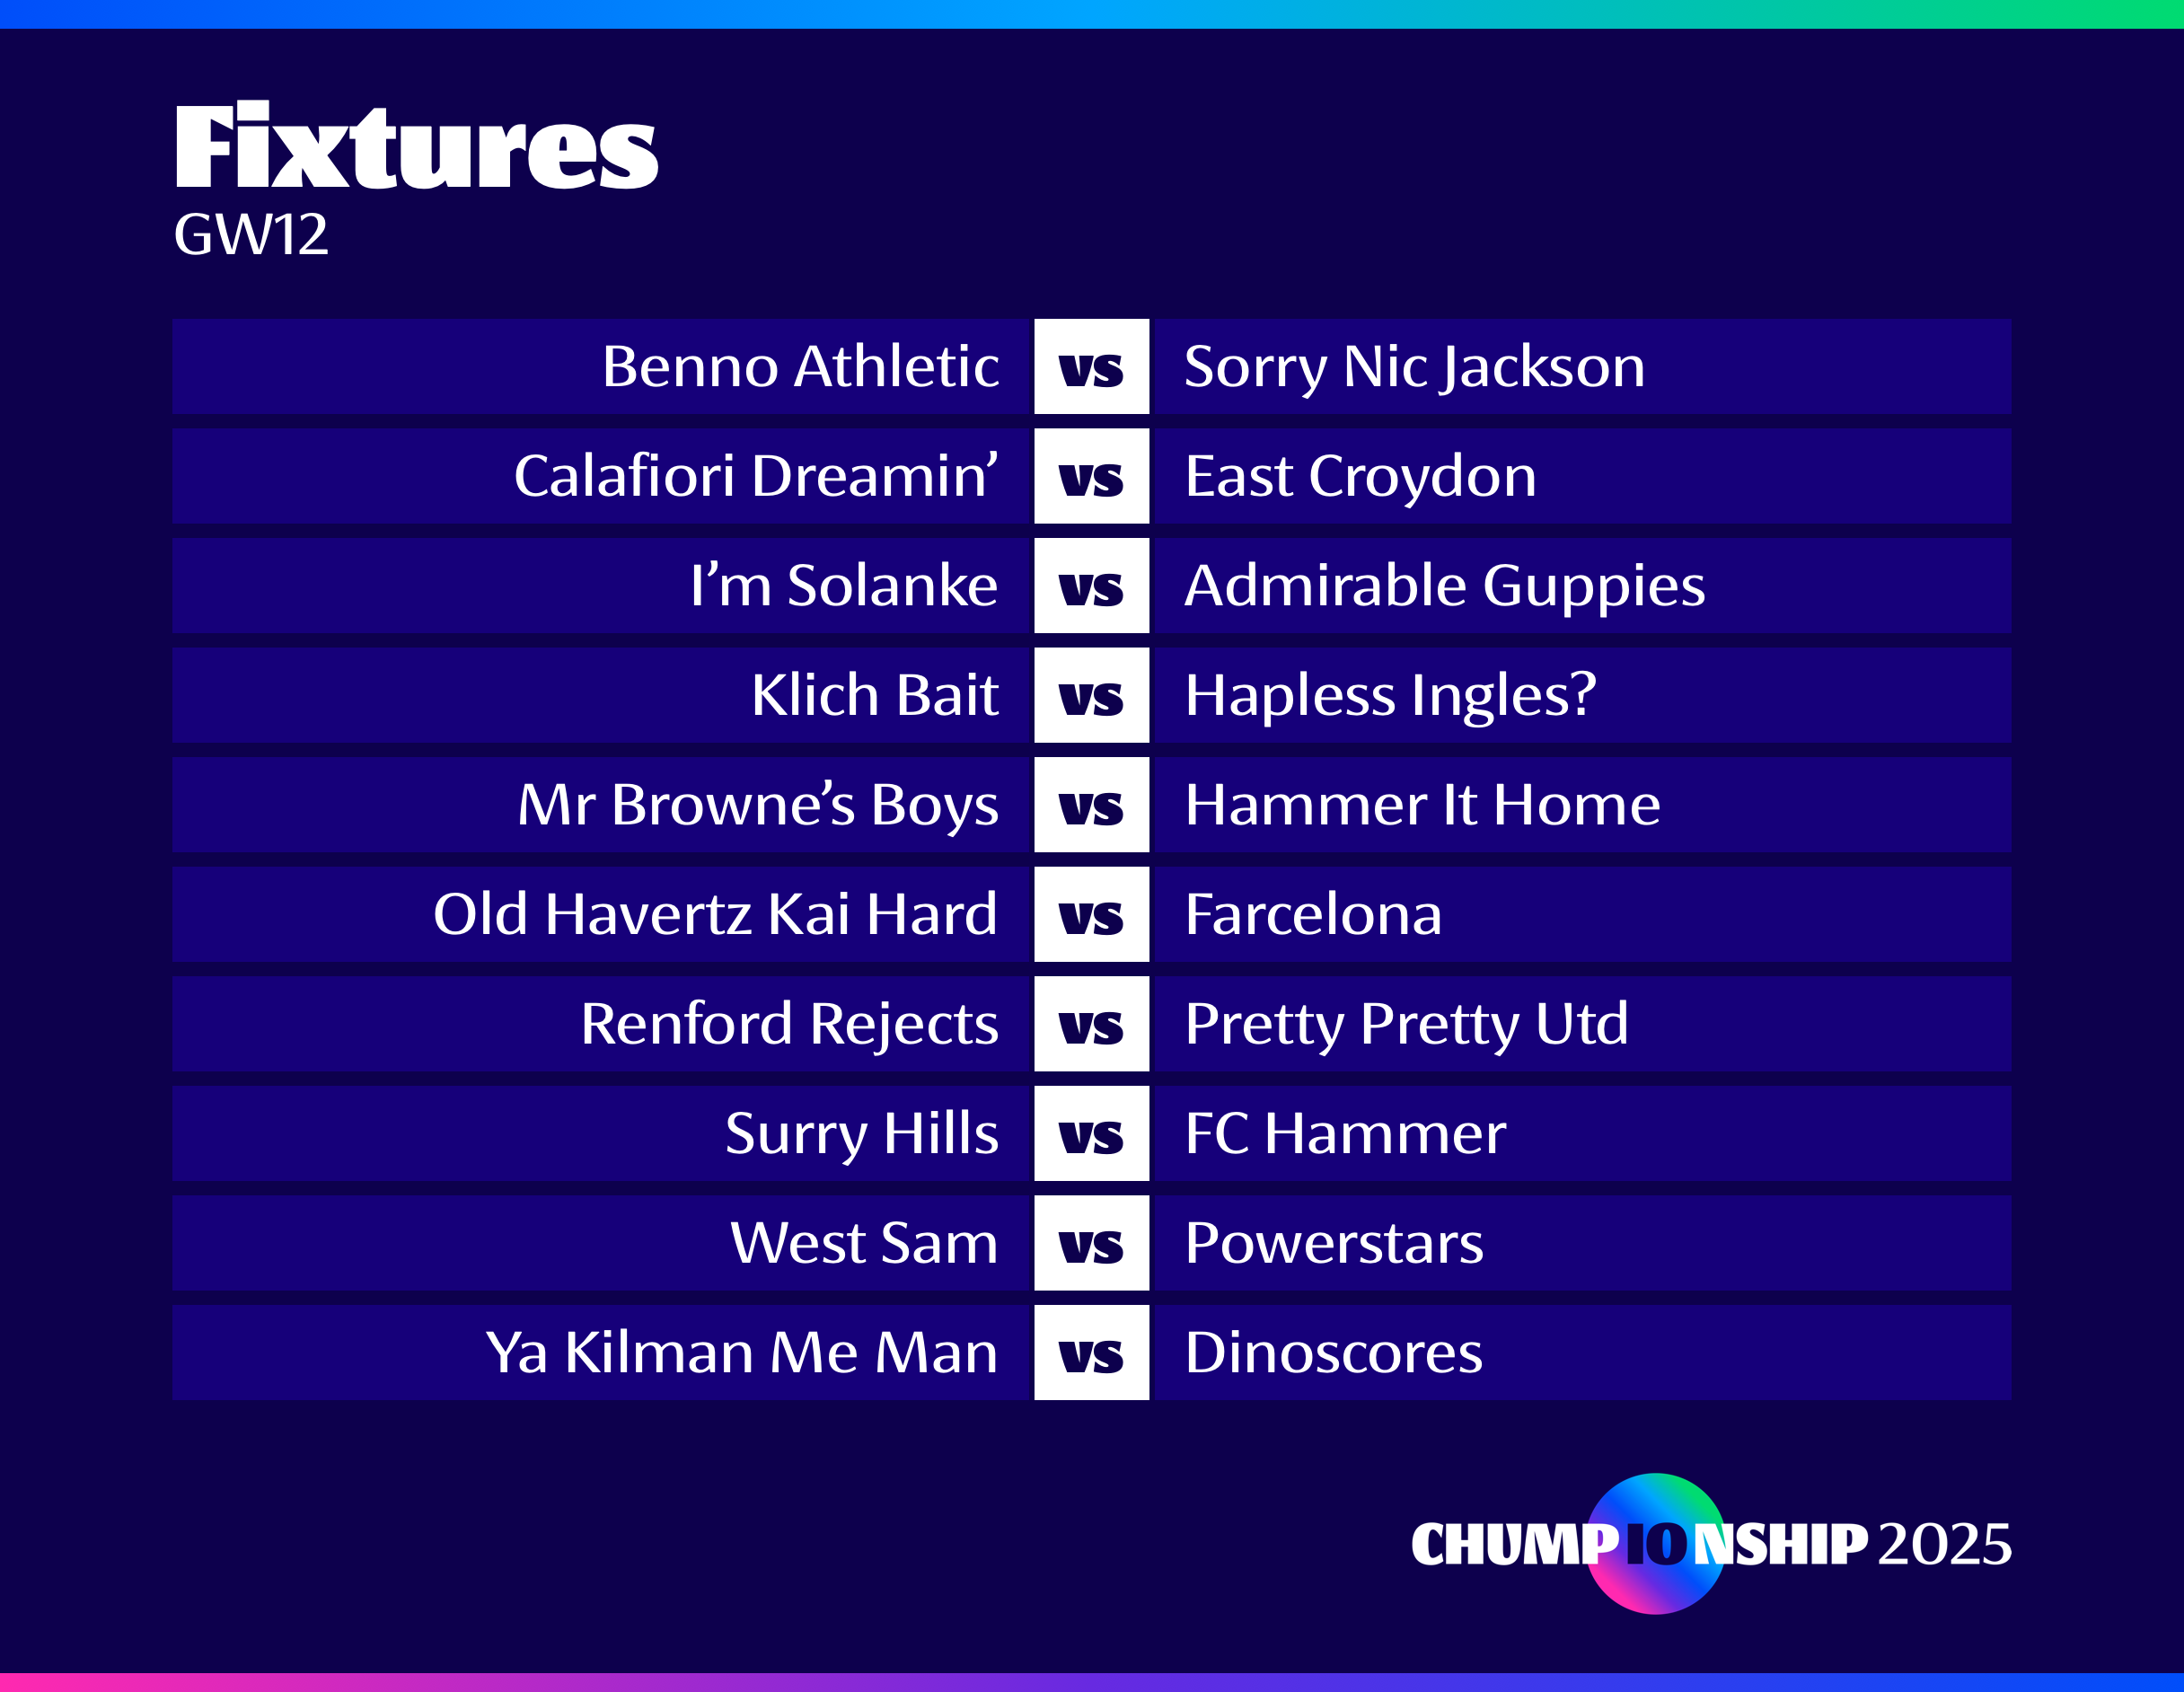 Fixtures
GW12
Benno Athletic vs Sorry Nic Jackson
Calafiori Dreamin’ vs East Croydon
I’m Solanke vs Admirable Guppies
Klich Bait vs Hapless Ingles?
Mr Browne’s Boys vs Hammer It Home
Old Havertz Kai Hard vs Farcelona
Renford Rejects vs Pretty Pretty Utd
Surry Hills vs FC Hammer
West Sam vs Powerstars
Ya Kilman Me Man vs Dinoscores
CHUMPIONSHIP 2025